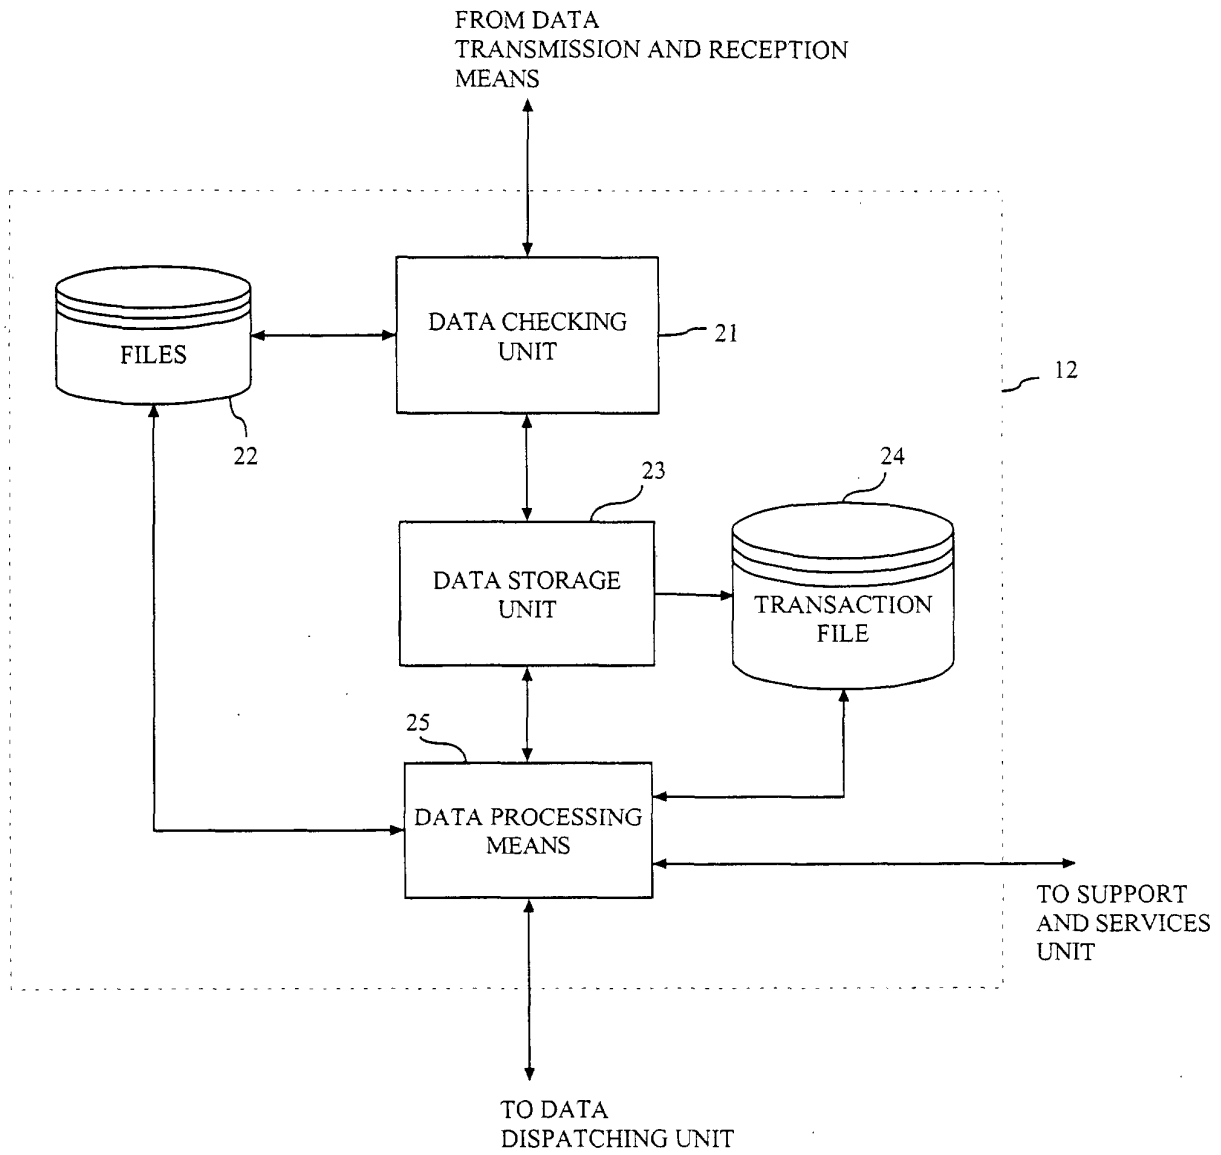 FROM DATA
TRANSMISSION AND RECEPTION
MEANS
DATA CHECKING
UNIT
21
FILES
22
12
23
24
DATA STORAGE
UNIT
TRANSACTION
FILE
25
DATA PROCESSING
MEANS
TO SUPPORT
AND SERVICES
UNIT
TO DATA
DISPATCHING UNIT